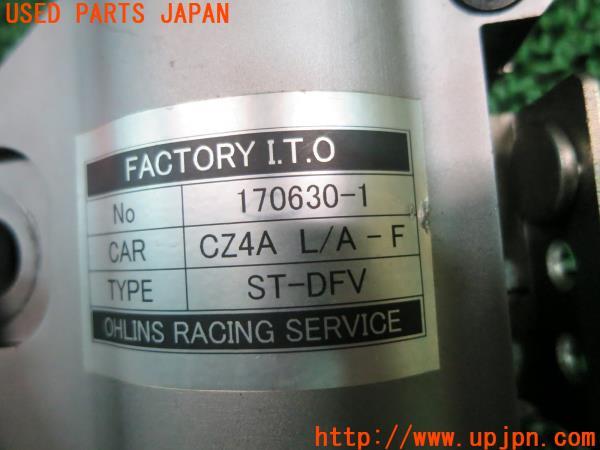 USED PARTS JAPAN
FACTORY I.T.O
No 170630-1
CAR CZ4A L/A-F
TYPE ST-DFV
OHLINS RACING SERVICE
http://www.upjpn.com/